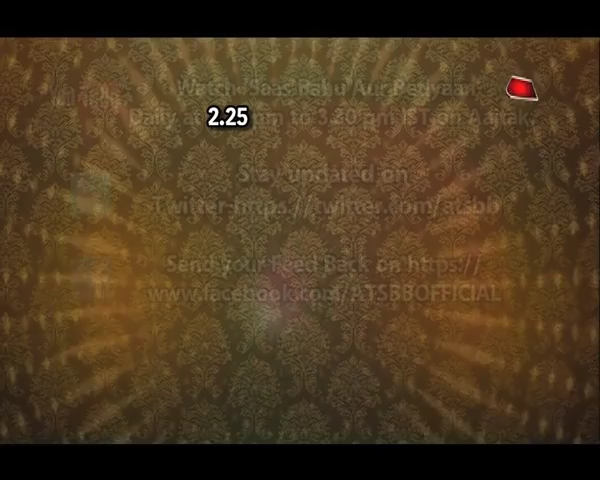 Watch "Saas Bahu Aur Betiyaan"
Daily at 2.25 pm to 3.30 pm IST on Aajtak.
Stay updated on
Twitter-https://twitter.com/atsbb
Send your Feed Back on https://
www.facebook.com/ATSBBOFFICIAL